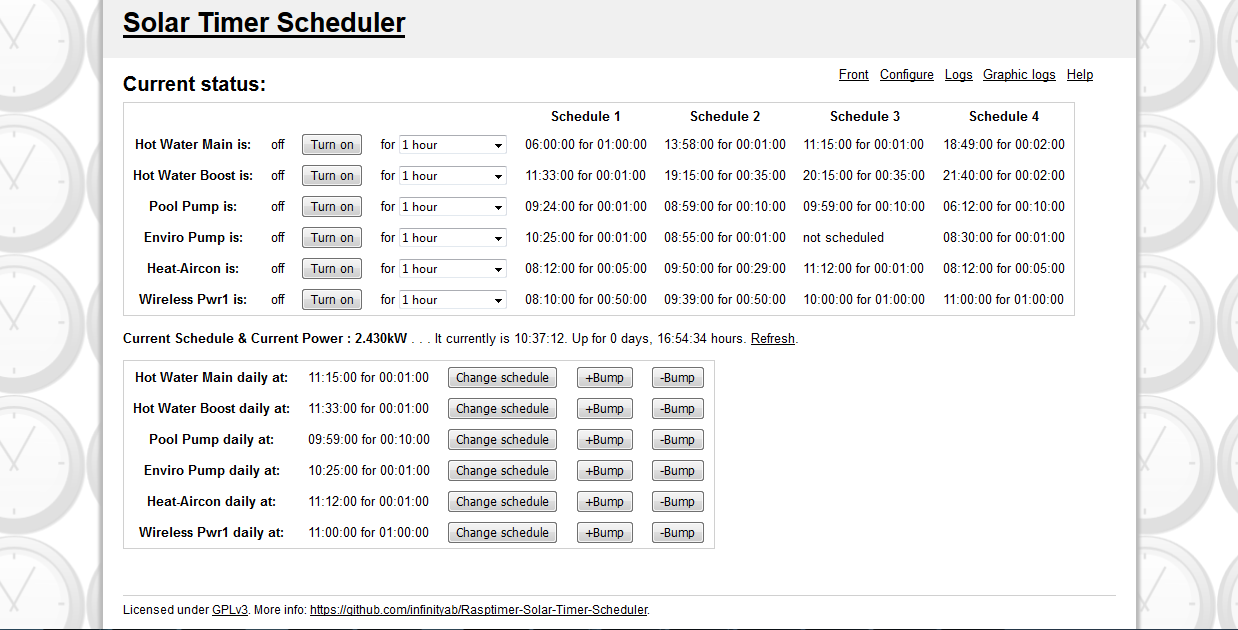 Solar Timer Scheduler
Front Configure Logs Graphic logs Help
Current status:
Schedule 1 Schedule 2 Schedule 3 Schedule 4
Hot Water Main is: off Turn on for 1 hour 06:00:00 for 01:00:00 13:58:00 for 00:01:00 11:15:00 for 00:01:00 18:49:00 for 00:02:00
Hot Water Boost is: off Turn on for 1 hour 11:33:00 for 00:01:00 19:15:00 for 00:35:00 20:15:00 for 00:35:00 21:40:00 for 00:02:00
Pool Pump is: off Turn on for 1 hour 09:24:00 for 00:01:00 08:59:00 for 00:10:00 09:59:00 for 00:10:00 06:12:00 for 00:10:00
Enviro Pump is: off Turn on for 1 hour 10:25:00 for 00:01:00 08:55:00 for 00:01:00 not scheduled 08:30:00 for 00:01:00
Heat-Aircon is: off Turn on for 1 hour 08:12:00 for 00:05:00 09:50:00 for 00:29:00 11:12:00 for 00:01:00 08:12:00 for 00:05:00
Wireless Pwr1 is: off Turn on for 1 hour 08:10:00 for 00:50:00 09:39:00 for 00:50:00 10:00:00 for 01:00:00 11:00:00 for 01:00:00
Current Schedule & Current Power : 2.430kW . . . It currently is 10:37:12. Up for 0 days, 16:54:34 hours. Refresh.
Hot Water Main daily at: 11:15:00 for 00:01:00 Change schedule +Bump -Bump
Hot Water Boost daily at: 11:33:00 for 00:01:00 Change schedule +Bump -Bump
Pool Pump daily at: 09:59:00 for 00:10:00 Change schedule +Bump -Bump
Enviro Pump daily at: 10:25:00 for 00:01:00 Change schedule +Bump -Bump
Heat-Aircon daily at: 11:12:00 for 00:01:00 Change schedule +Bump -Bump
Wireless Pwr1 daily at: 11:00:00 for 01:00:00 Change schedule +Bump -Bump
Licensed under GPLv3. More info: https://github.com/infinityab/Rasptimer-Solar-Timer-Scheduler.